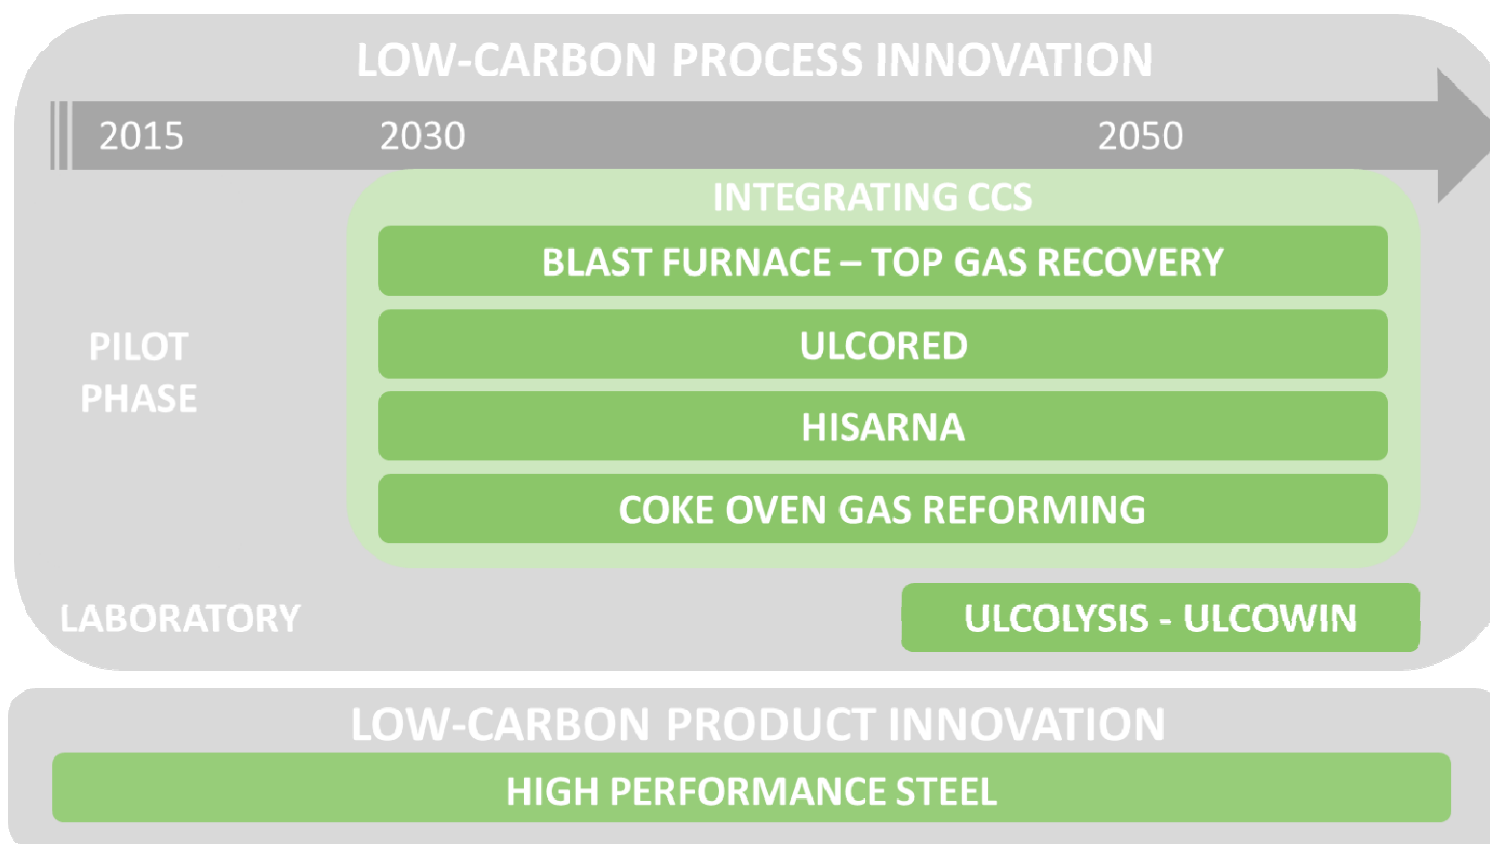 LOW-CARBON PROCESS INNOVATION
2015 2030 2050
INTEGRATING CCS
BLAST FURNACE – TOP GAS RECOVERY
ULCORED
PILOT
PHASE
HISARNA
COKE OVEN GAS REFORMING
LABORATORY
ULCOLYSIS - ULCOWIN
LOW-CARBON PRODUCT INNOVATION
HIGH PERFORMANCE STEEL